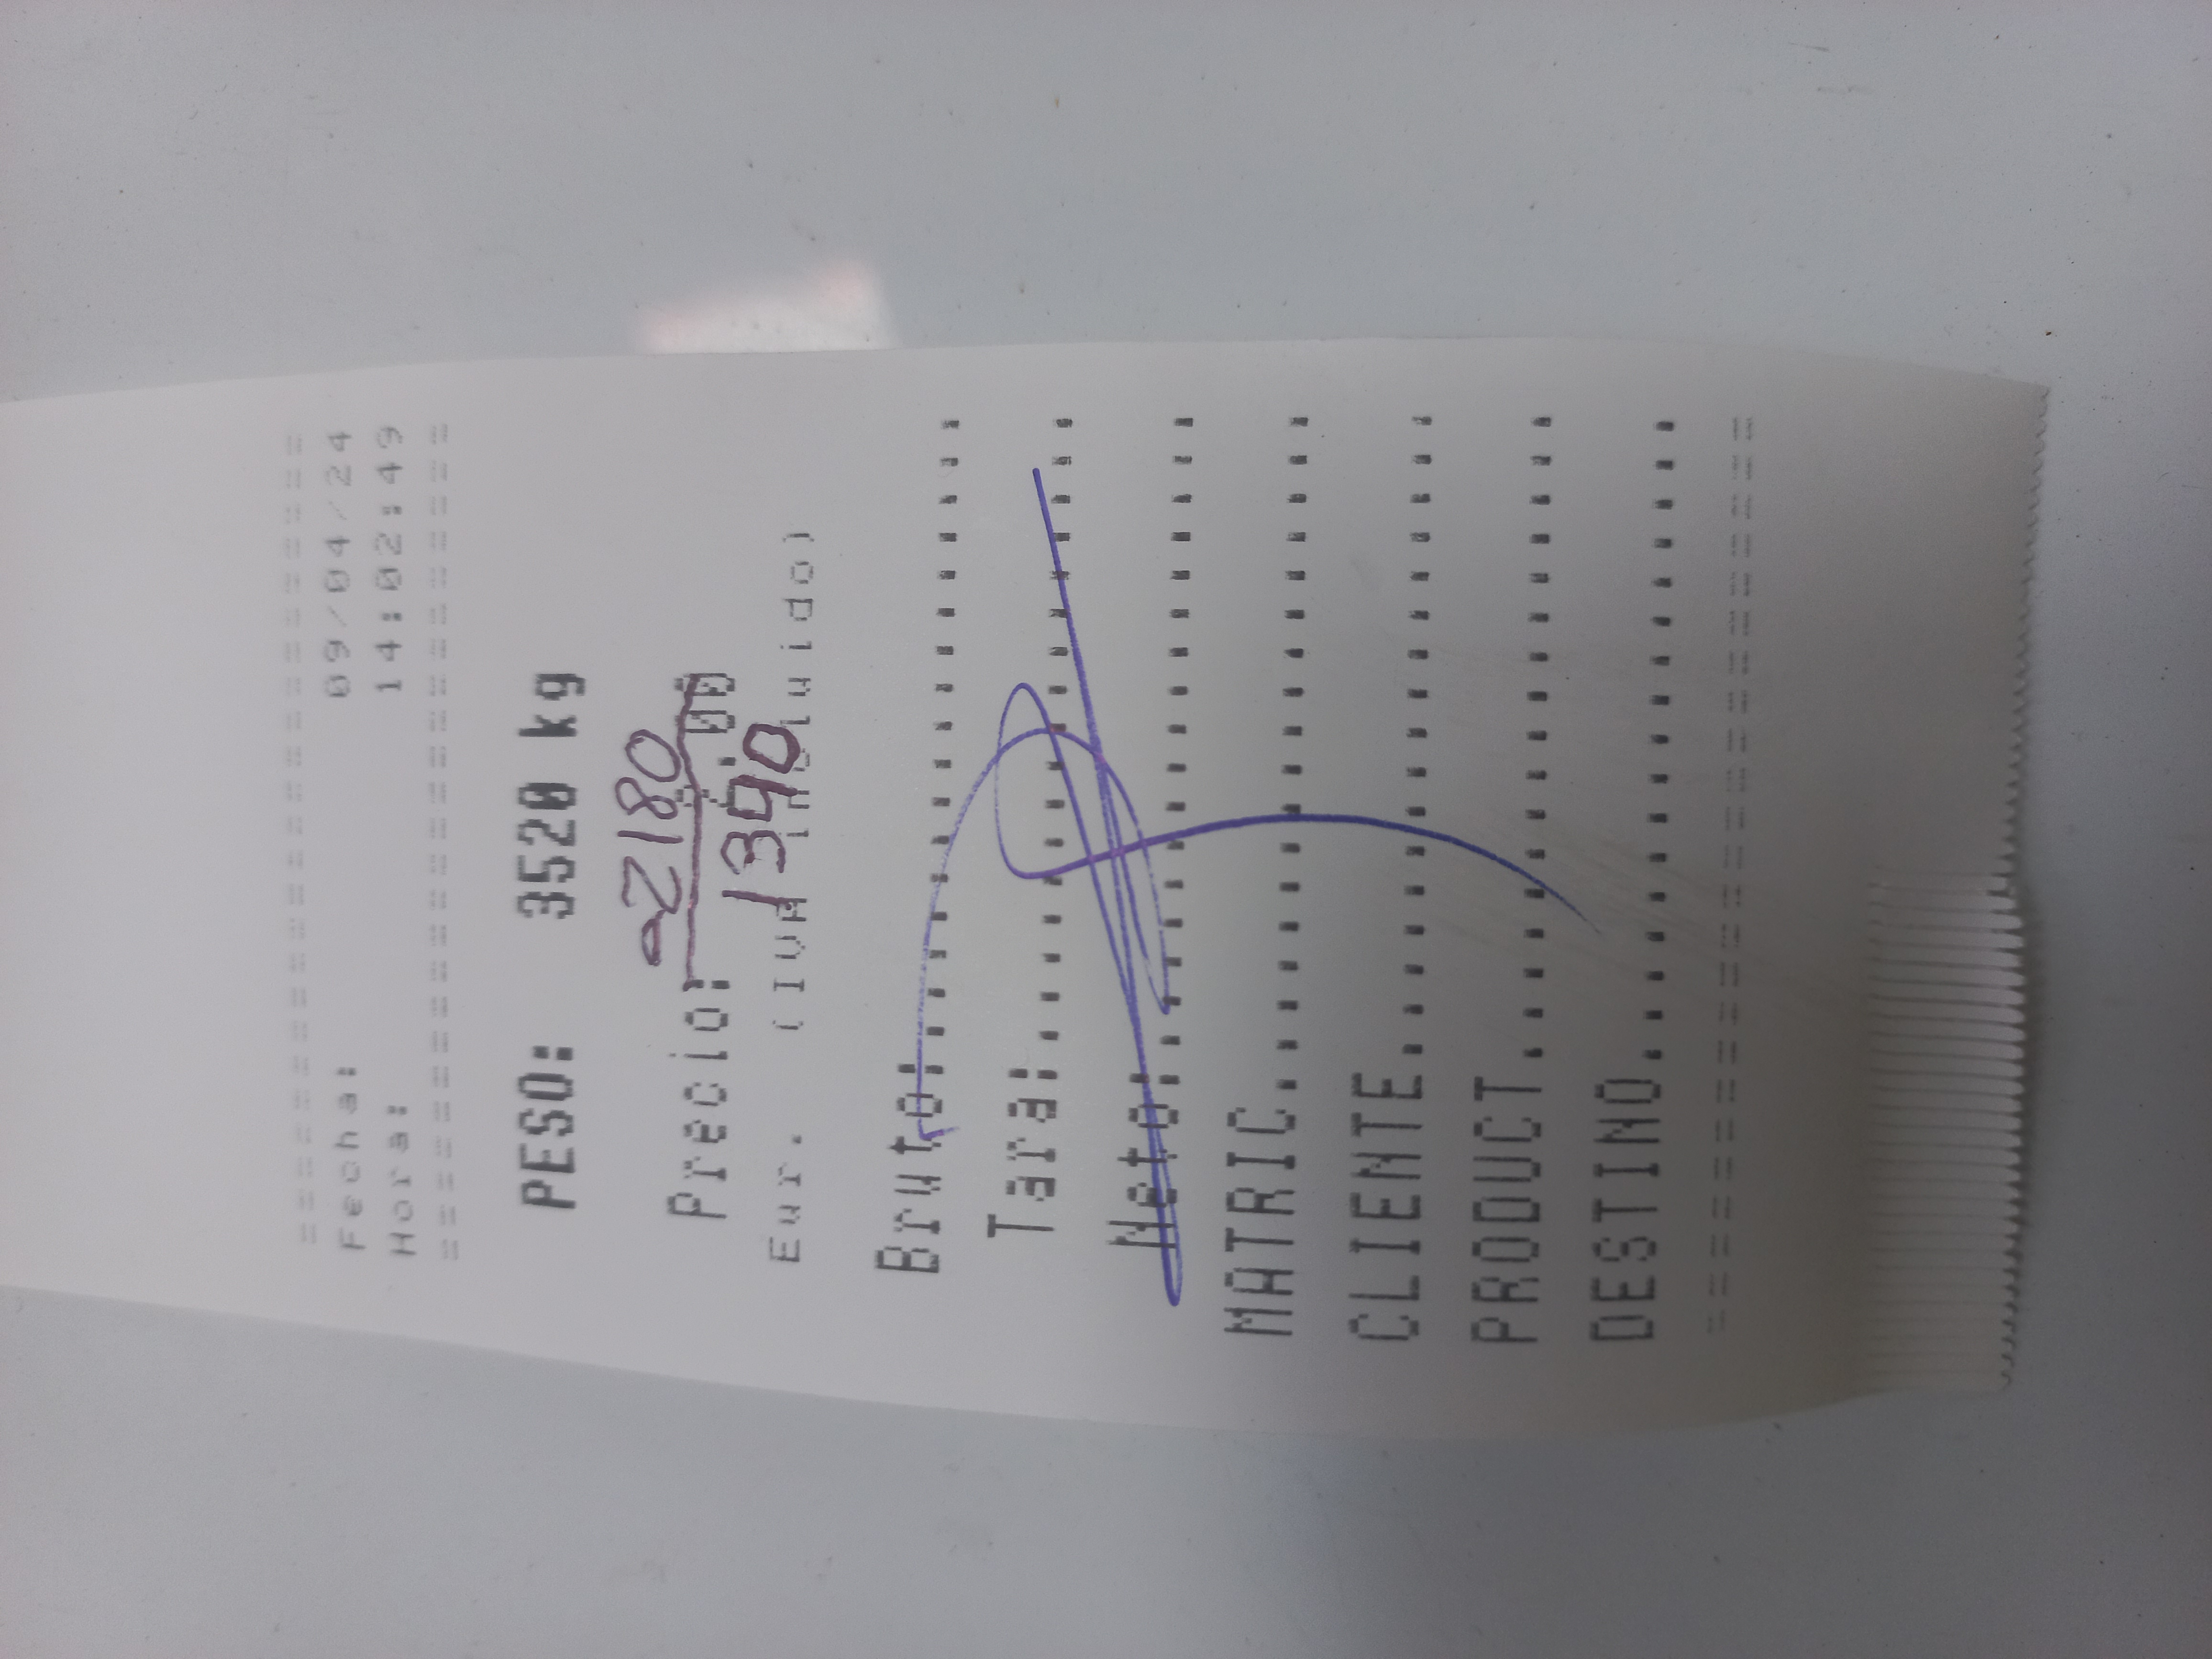 ==========================
Fecha: 09/04/24
Hora: 14:02:49
==========================
PESO: 3520 kg
-2180
Precio: 00
1340
Eur. (IVA incluido)
Bruto:..................
Tara:..................
Neto:..................
MATRIC...................
CLIENTE..................
PRODUCT..................
DESTINO..................
==========================